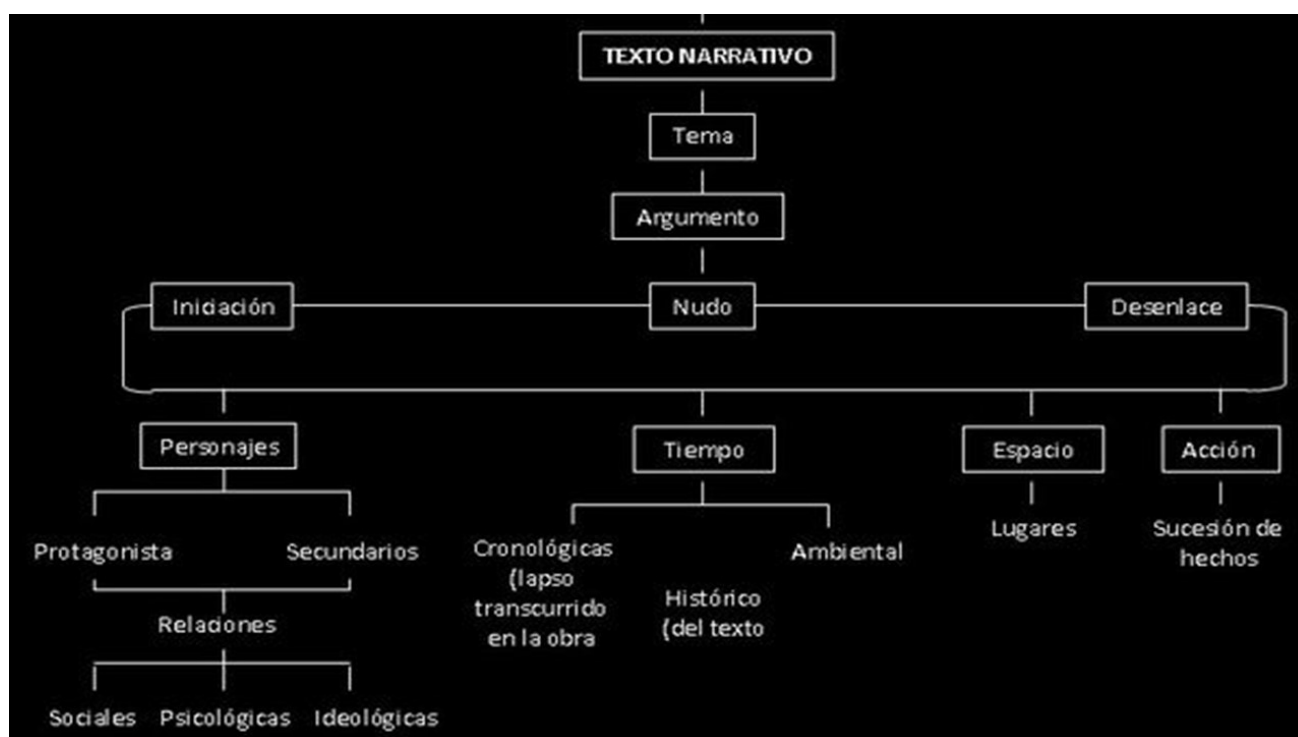 TEXTO NARRATIVO
Tema
Argumento
Iniciación
Nudo
Desenlace
Personajes
Tiempo
Espacio
Acción
Protagonista
Secundarios
Cronológicas
(lapso
transcurrido
en la obra
Histórico
(del texto
Ambiental
Lugares
Sucesión de
hechos
Relaciones
Sociales
Psicológicas
Ideológicas